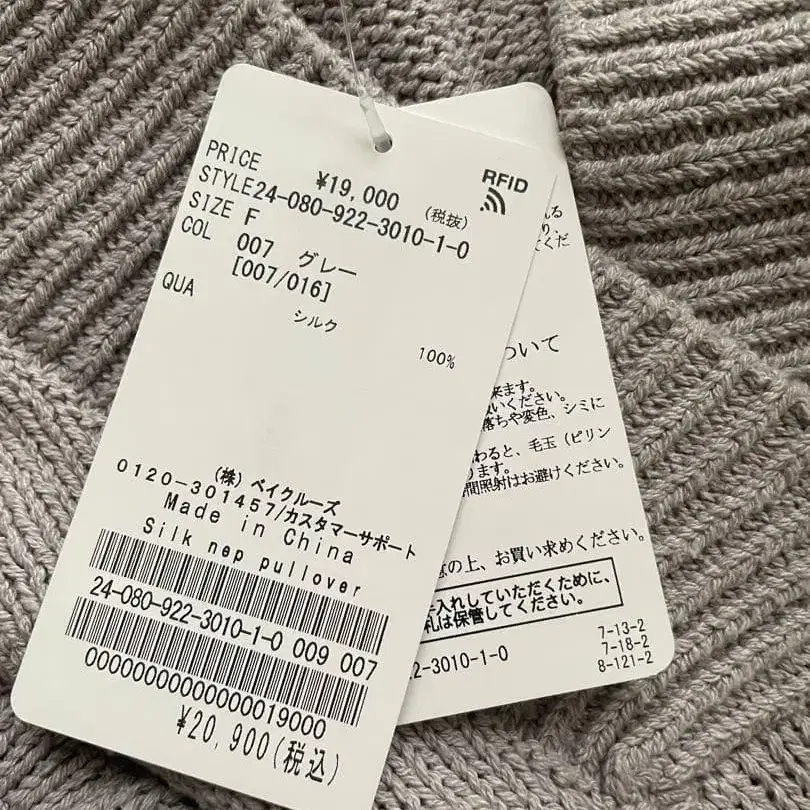 PRICE ¥19,000 (税抜)
RFID
STYLE24-080-922-3010-1-0
SIZE F
COL 007 グレー
[007/016]
QUA
シルク
100%
(株)ベイクルーズ
0120-301457/カスタマーサポート
Made in China
Silk nep pullover
24-080-922-3010-1-0 009 007
00000000000000019000
¥20,900(税込)
ついて
来ます。
いください。
落ちや変色、シミに
わると、毛玉(ピリン
ります。
間照射はお避けください。
の上、お買い求めください。
入れしていただくために、
札は保管してください。
2-3010-1-0
7-13-2
7-18-2
8-121-2